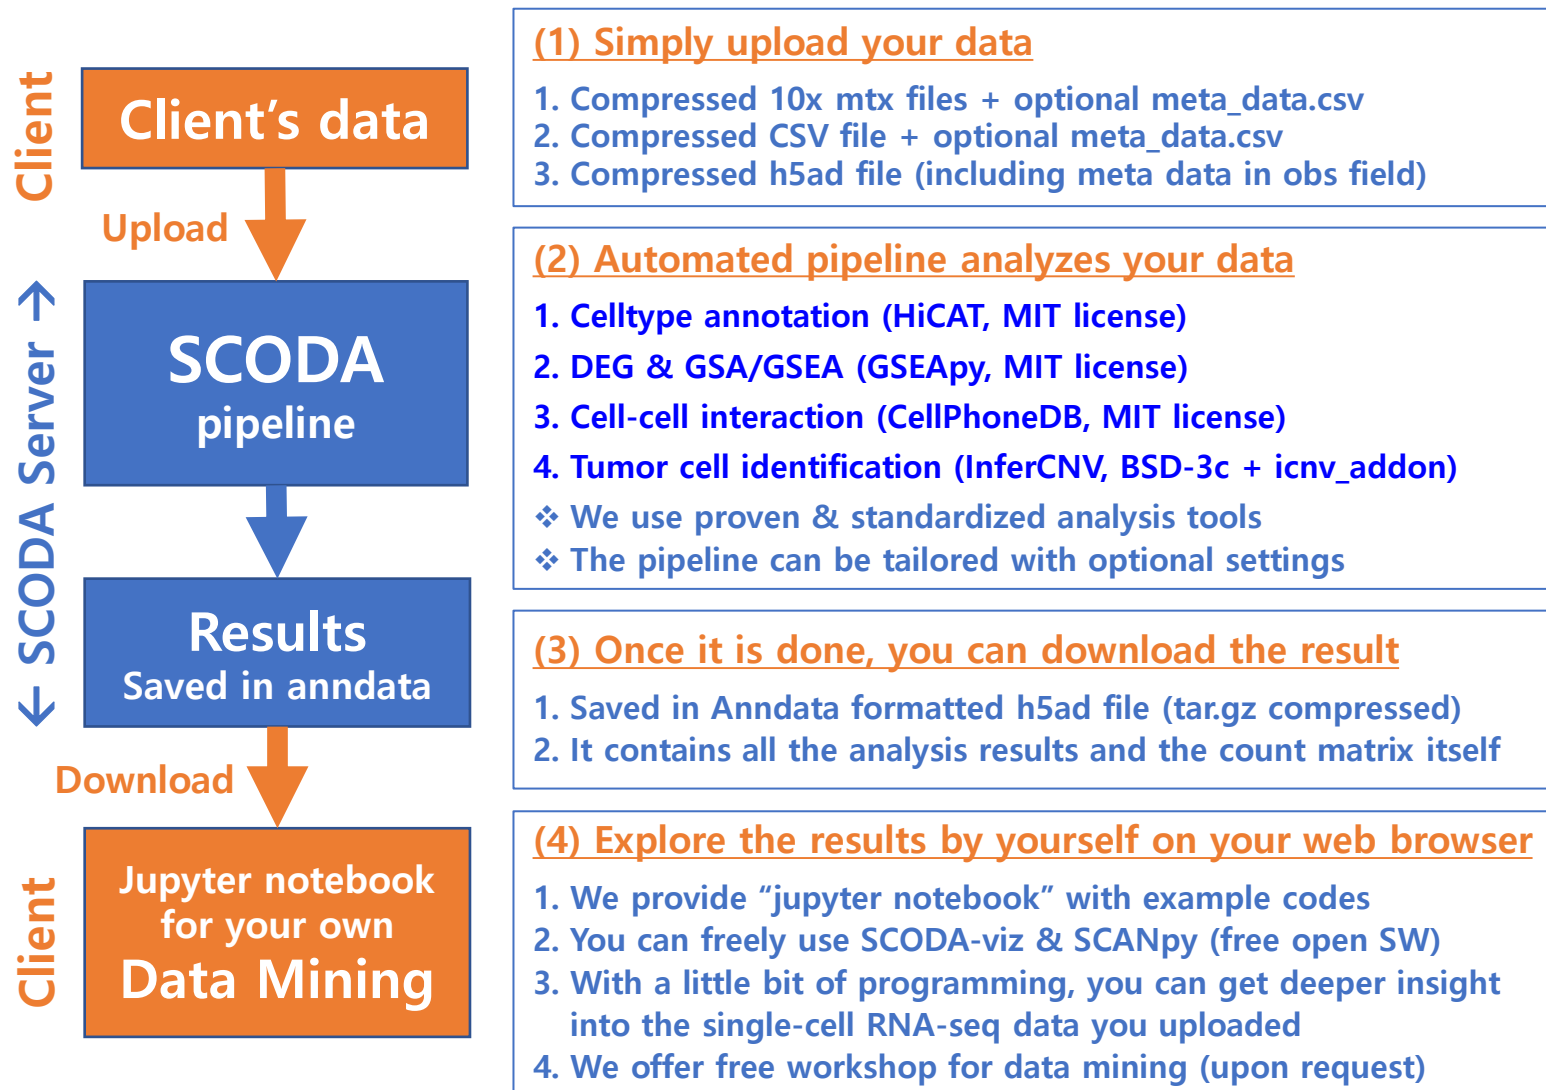 Client
Client's data
Upload
← SCODA Server →
SCODA
pipeline
Results
Saved in anndata
Download
Client
Jupyter notebook
for your own
Data Mining
(1) Simply upload your data
1. Compressed 10x mtx files + optional meta_data.csv
2. Compressed CSV file + optional meta_data.csv
3. Compressed h5ad file (including meta data in obs field)
(2) Automated pipeline analyzes your data
1. Celltype annotation (HiCAT, MIT license)
2. DEG & GSA/GSEA (GSEApy, MIT license)
3. Cell-cell interaction (CellPhoneDB, MIT license)
4. Tumor cell identification (InferCNV, BSD-3c + icnv_addon)
❖ We use proven & standardized analysis tools
❖ The pipeline can be tailored with optional settings
(3) Once it is done, you can download the result
1. Saved in Anndata formatted h5ad file (tar.gz compressed)
2. It contains all the analysis results and the count matrix itself
(4) Explore the results by yourself on your web browser
1. We provide “jupyter notebook” with example codes
2. You can freely use SCODA-viz & SCANpy (free open SW)
3. With a little bit of programming, you can get deeper insight
into the single-cell RNA-seq data you uploaded
4. We offer free workshop for data mining (upon request)